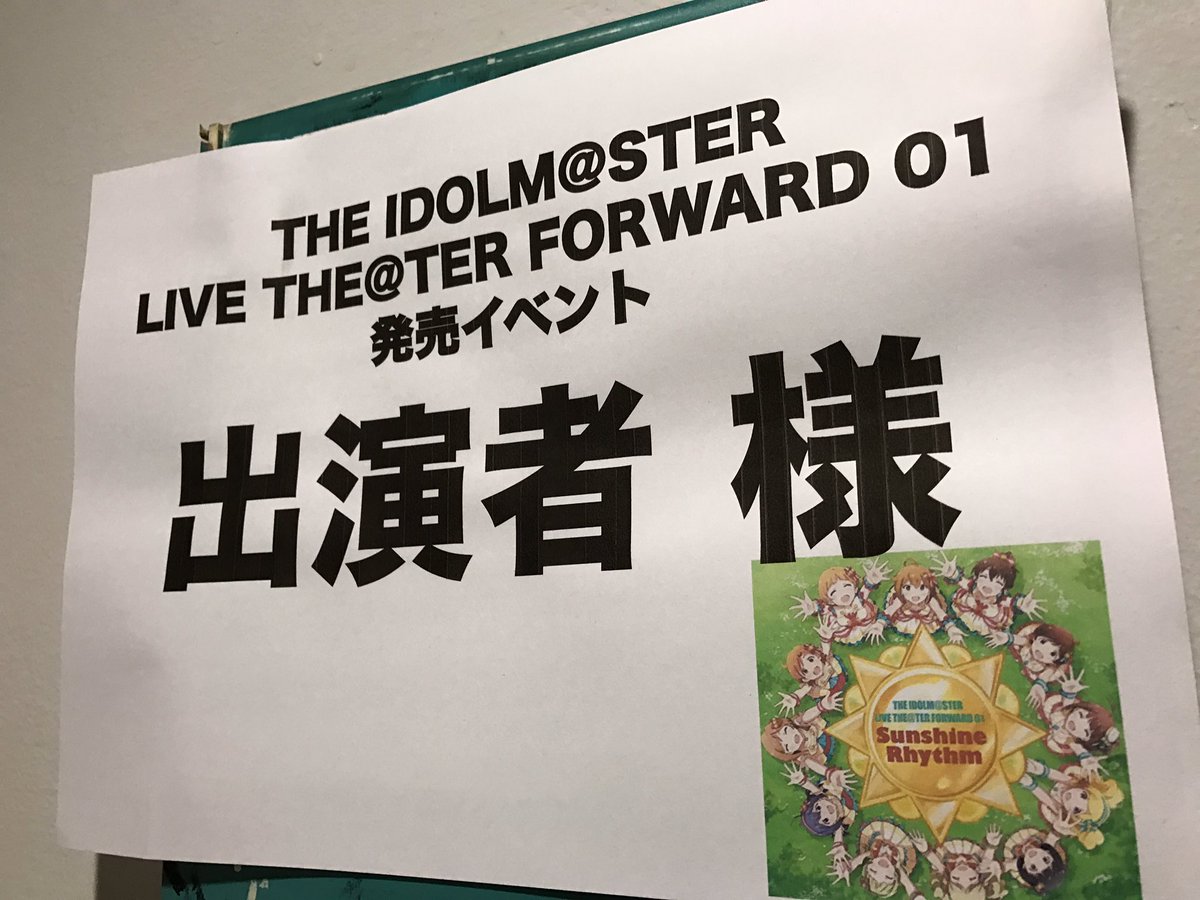 THE IDOLM@STER
LIVE THE@TER FORWARD 01
発売イベント
出演者 様
THE IDOLM@STER
LIVE THE@TER FORWARD 01
Sunshine
Rhythm